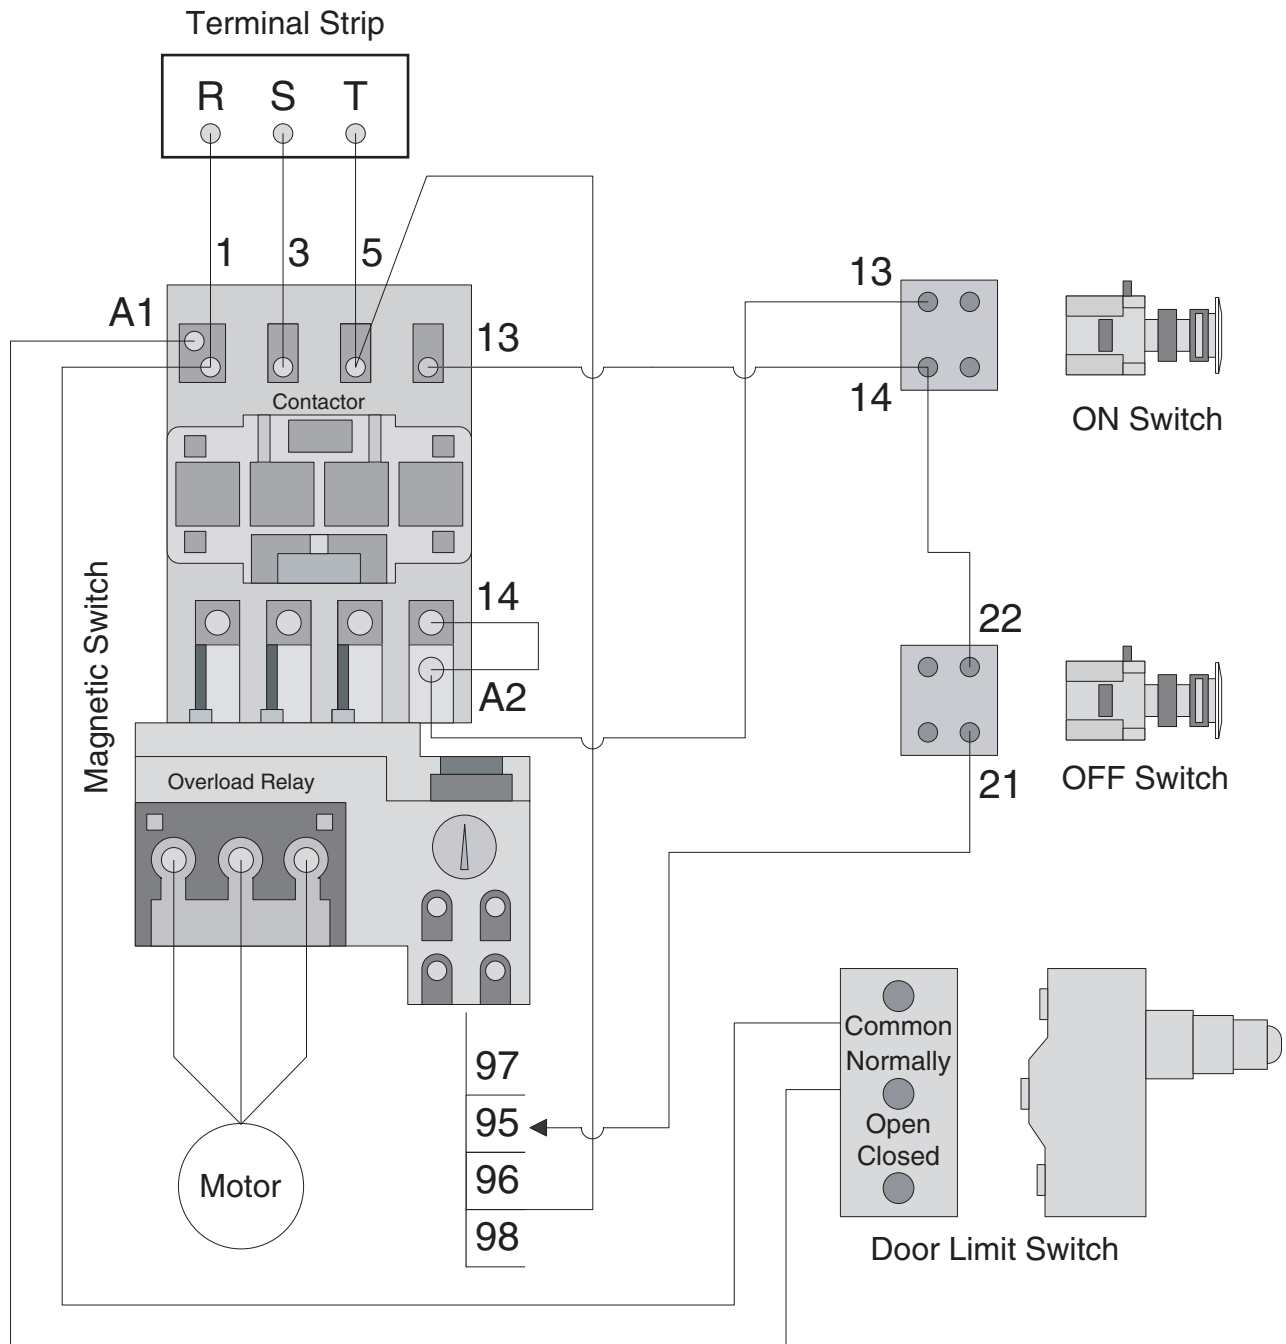 Terminal Strip
R S T
1 3 5
A1
13
Contactor
Magnetic Switch
14
A2
Overload Relay
Motor
97
95
96
98
13
14
ON Switch
22
21
OFF Switch
Common
Normally
Open
Closed
Door Limit Switch